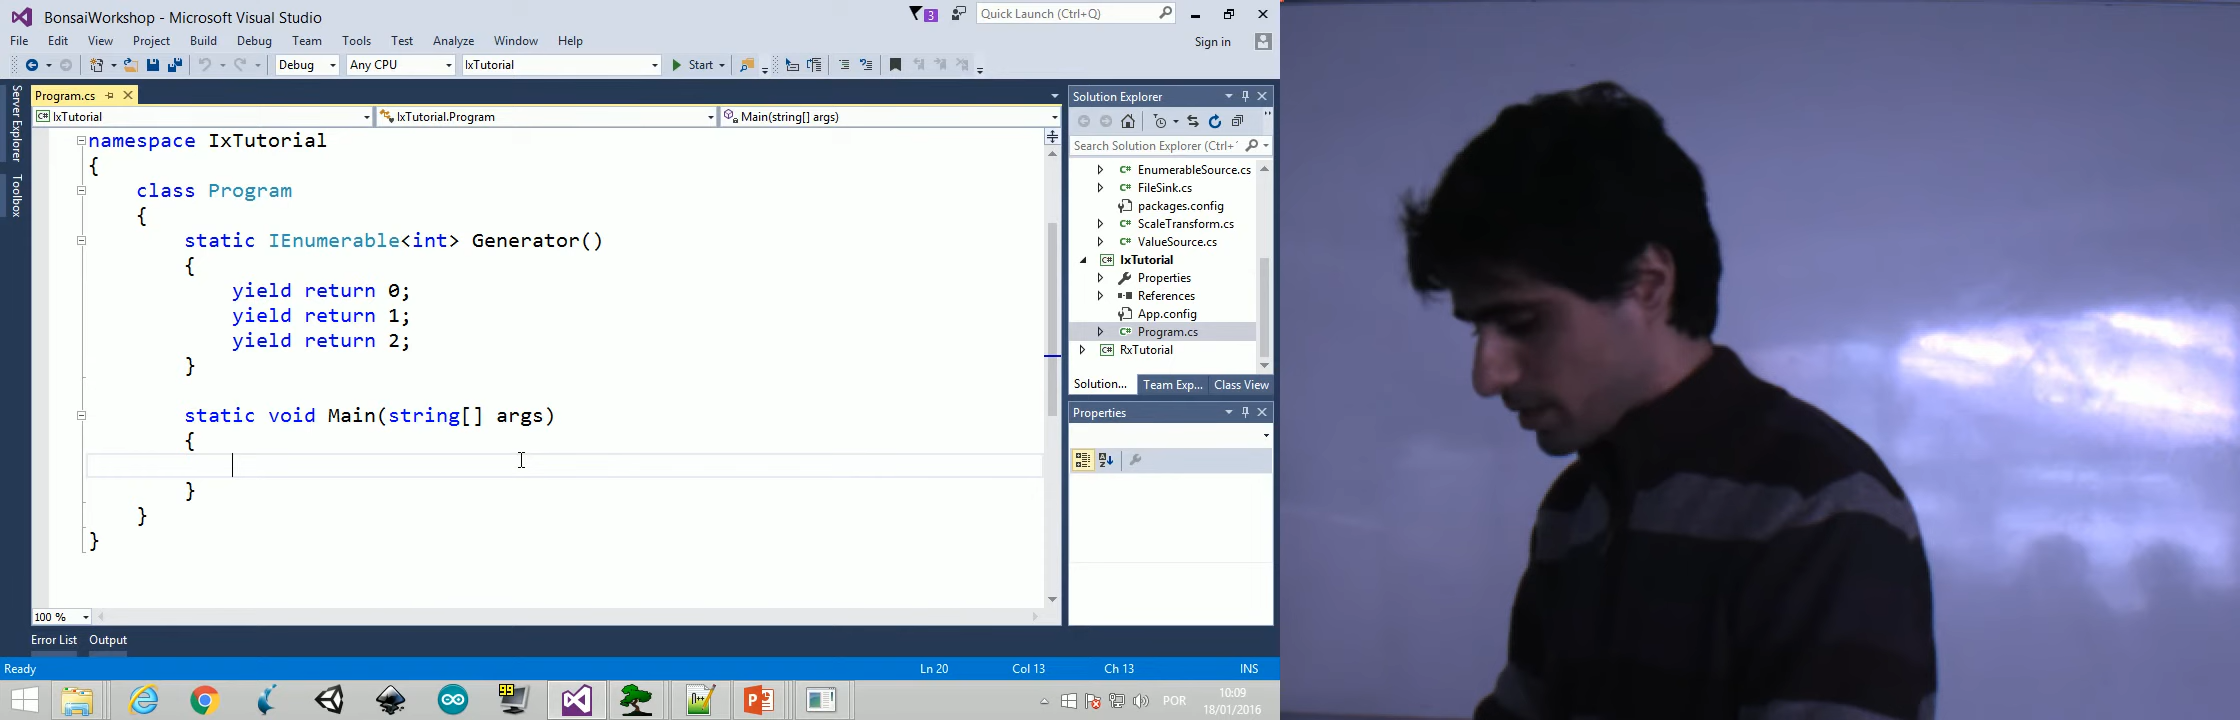 BonsaiWorkshop - Microsoft Visual Studio
3
Quick Launch (Ctrl+Q)
File Edit View Project Build Debug Team Tools Test Analyze Window Help
Sign in
Debug Any CPU IxTutorial Start
Server Explorer
Toolbox
Program.cs
IxTutorial
IxTutorial.Program
Main(string[] args)
namespace IxTutorial
{
class Program
{
static IEnumerable<int> Generator()
{
yield return 0;
yield return 1;
yield return 2;
}
static void Main(string[] args)
{
}
}
}
100 %
Solution Explorer
Search Solution Explorer (Ctrl+
EnumerableSource.cs
FileSink.cs
packages.config
ScaleTransform.cs
ValueSource.cs
IxTutorial
Properties
References
App.config
Program.cs
RxTutorial
Solution... Team Exp... Class View
Properties
Error List Output
Ready
Ln 20 Col 13 Ch 13 INS
99
POR
10:09
18/01/2016